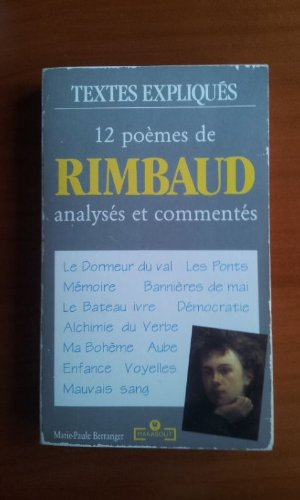 TEXTES EXPLIQUÉS
12 poèmes de
RIMBAUD
analysés et commentés
Le Dormeur du val Les Ponts
Mémoire Bannières de mai
Le Bateau ivre Démocratie
Alchimie du Verbe
Ma Bohême Aube
Enfance Voyelles
Mauvais sang
Marie-Paule Berranger
MARABOUT